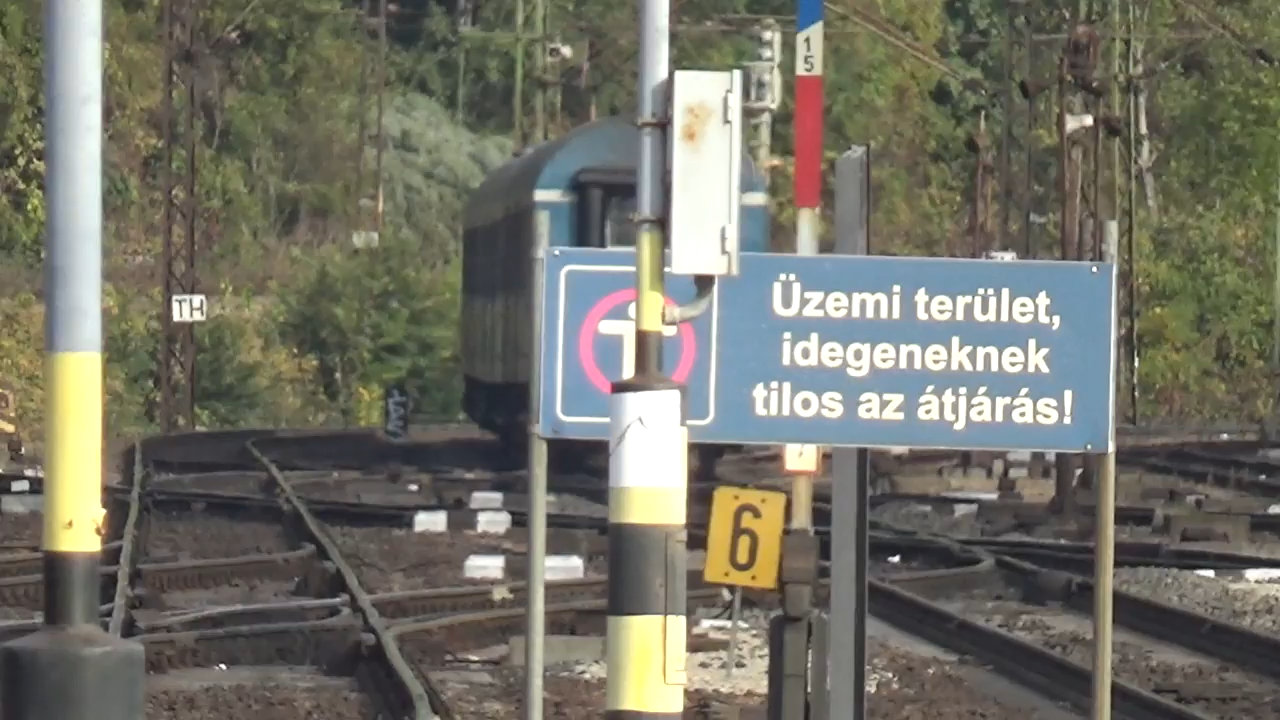 15
TH
Üzemi terület,
idegeneknek
tilos az átjárás!
6